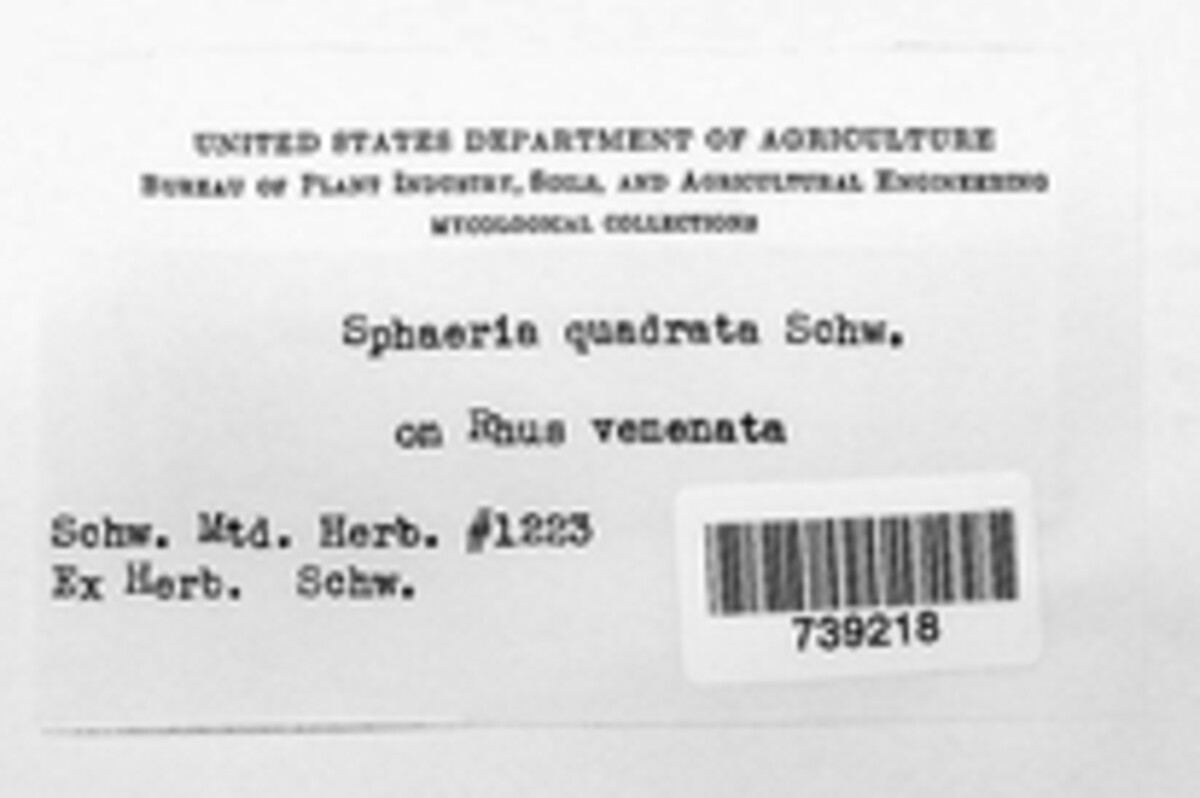 UNITED STATES DEPARTMENT OF AGRICULTURE
BUREAU OF PLANT INDUSTRY, SOILS, AND AGRICULTURAL ENGINEERING
MYCOLOGICAL COLLECTIONS
Sphaeria quadrata Schw.
on Rhus venenata
Schw. Mtd. Herb. #1223
Ex Herb. Schw.
739218